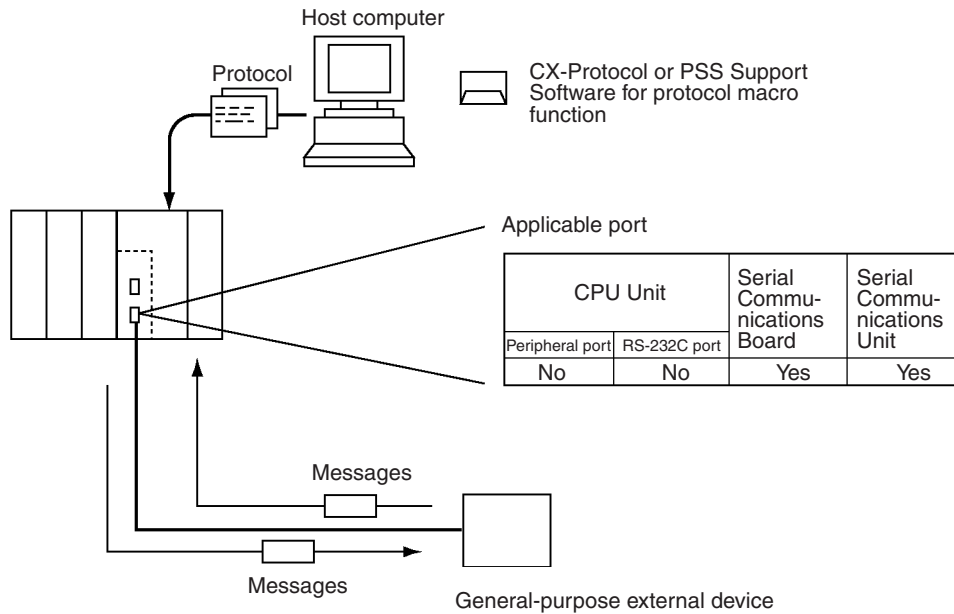 Host computer
Protocol
CX-Protocol or PSS Support
Software for protocol macro
function
Applicable port
CPU Unit
Serial
Commu-
nications
Board
Serial
Commu-
nications
Unit
Peripheral port
RS-232C port
No
No
Yes
Yes
Messages
Messages
General-purpose external device